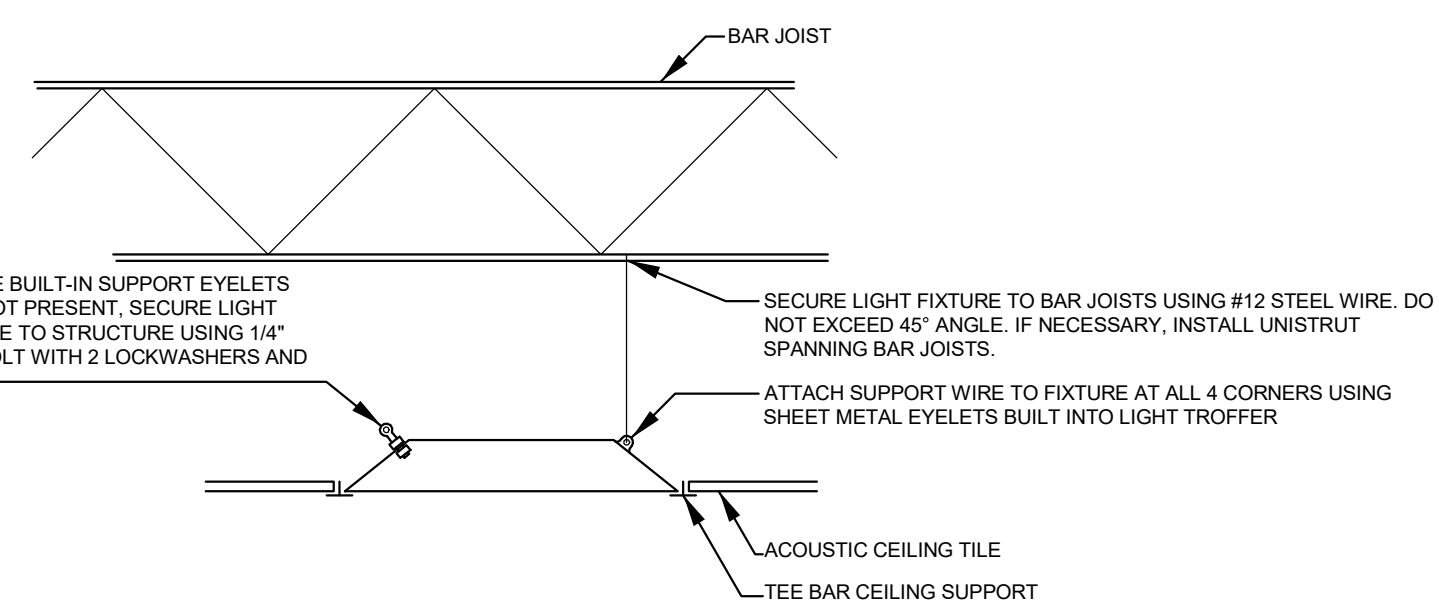 BAR JOIST
BUILT-IN SUPPORT EYELETS
PRESENT, SECURE LIGHT
TO STRUCTURE USING 1/4"
WITH 2 LOCKWASHERS AND
SECURE LIGHT FIXTURE TO BAR JOISTS USING #12 STEEL WIRE. DO
NOT EXCEED 45° ANGLE. IF NECESSARY, INSTALL UNISTRUT
SPANNING BAR JOISTS.
ATTACH SUPPORT WIRE TO FIXTURE AT ALL 4 CORNERS USING
SHEET METAL EYELETS BUILT INTO LIGHT TROFFER
ACOUSTIC CEILING TILE
TEE BAR CEILING SUPPORT